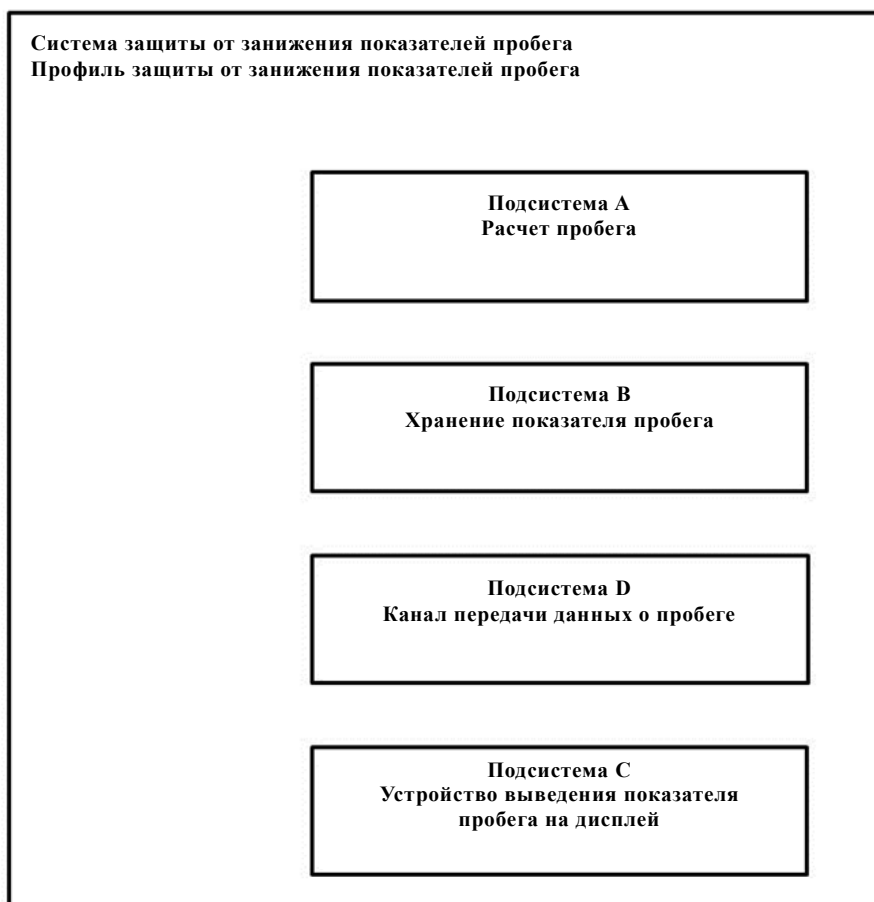 Система защиты от занижения показателей пробега
Профиль защиты от занижения показателей пробега
Подсистема A
Расчет пробега
Подсистема B
Хранение показателя пробега
Подсистема D
Канал передачи данных о пробеге
Подсистема C
Устройство выведения показателя
пробега на дисплей